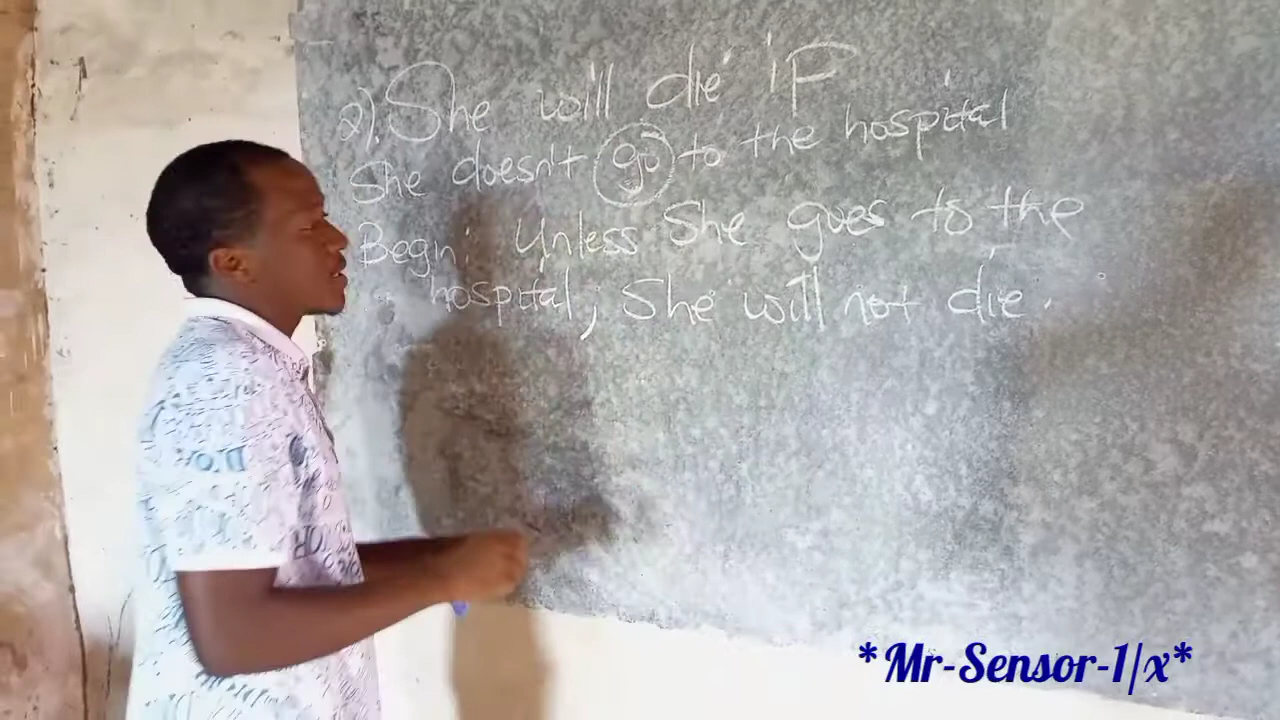 2). She will die if
She doesn't go to the hospital
Begin: Unless She goes to the
hospital, She will not die.
*Mr-Sensor-1/x*